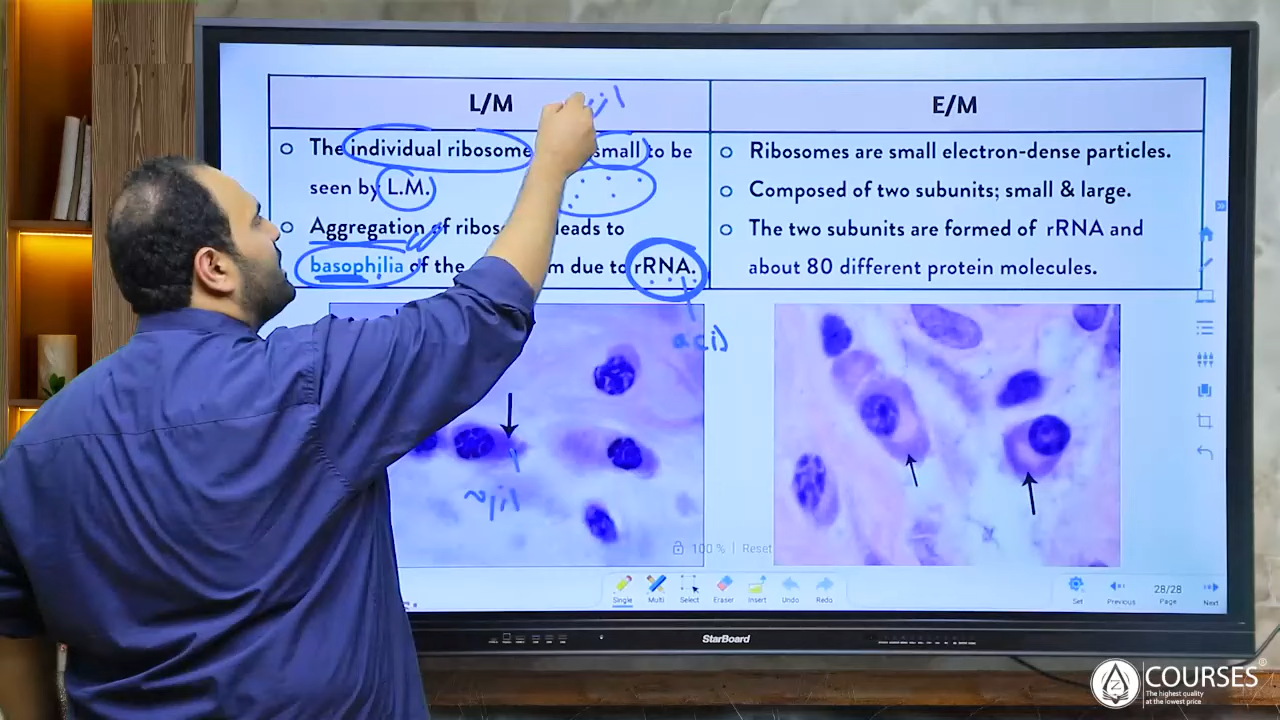 L/M
E/M
The individual ribosome small to be
seen by L.M.
Aggregation of leads to
basophilia of the due to rRNA.
acid
Ribosomes are small electron-dense particles.
Composed of two subunits; small & large.
The two subunits are formed of rRNA and
about 80 different protein molecules.
100 % | Reset
Single Multi Select Eraser Insert Undo Redo
Set Previous 28/28 Page Next
StarBoard
COURSES®
The highest quality
at the lowest price